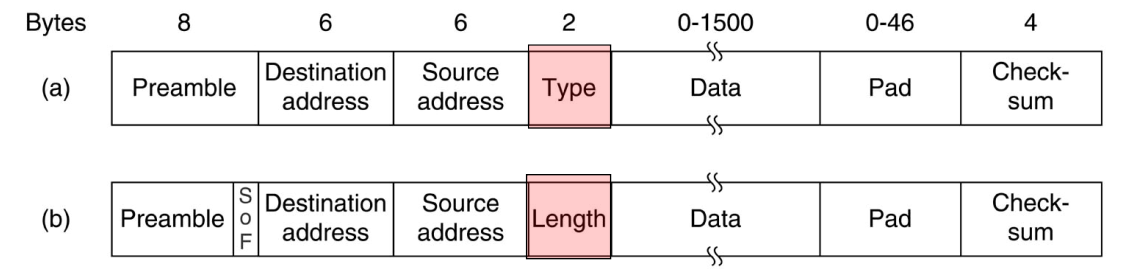 Bytes 8 6 6 2 0-1500 0-46 4
(a) Preamble Destination address Source address Type Data Pad Check-sum
(b) Preamble SoF Destination address Source address Length Data Pad Check-sum